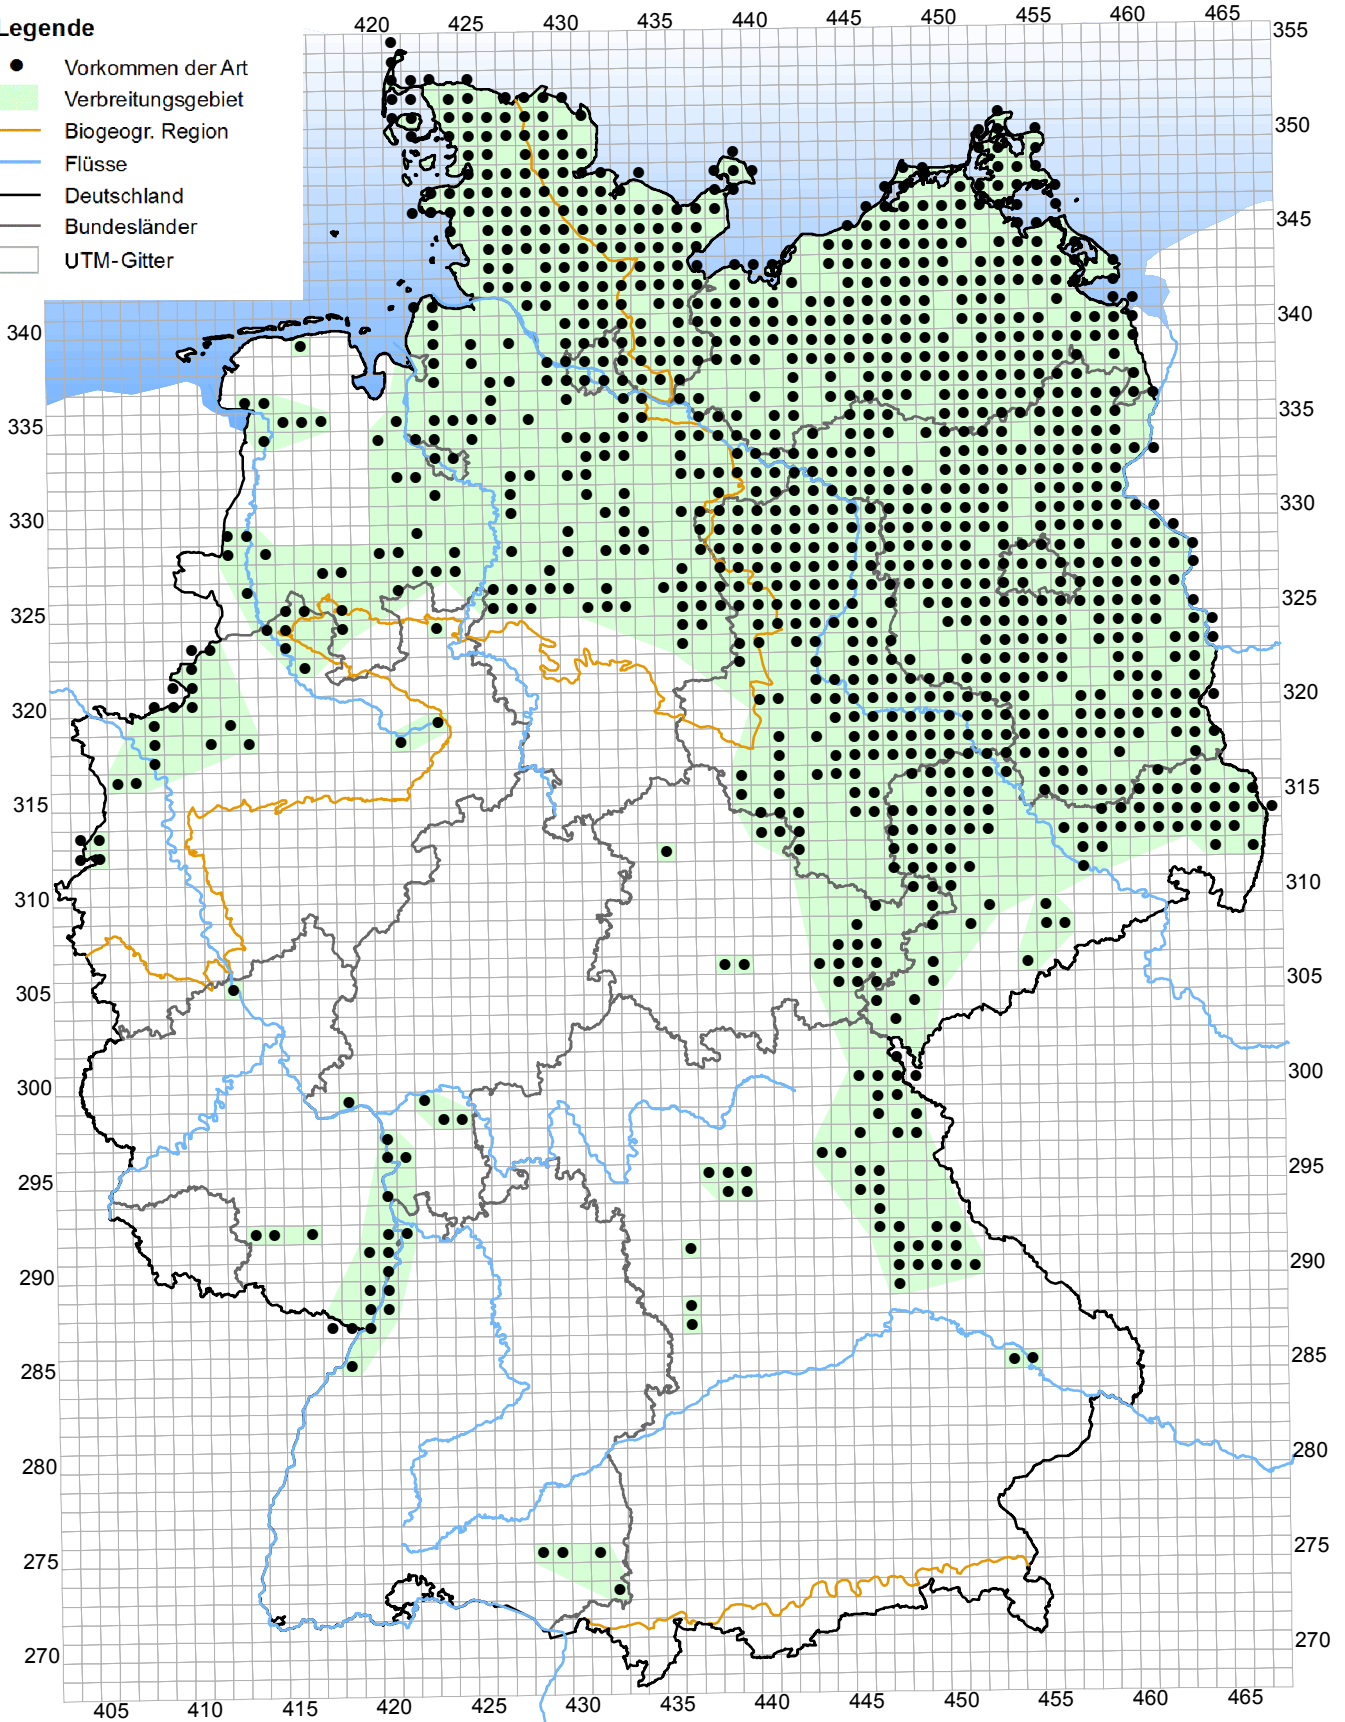 Legende
Vorkommen der Art
Verbreitungsgebiet
Biogeogr. Region
Flüsse
Deutschland
Bundesländer
UTM-Gitter
420 425 430 435 440 445 450 455 460 465
355
350
345
340 340
335 335
330 330
325 325
320 320
315 315
310 310
305 305
300 300
295 295
290 290
285 285
280 280
275 275
270 270
405 410 415 420 425 430 435 440 445 450 455 460 465